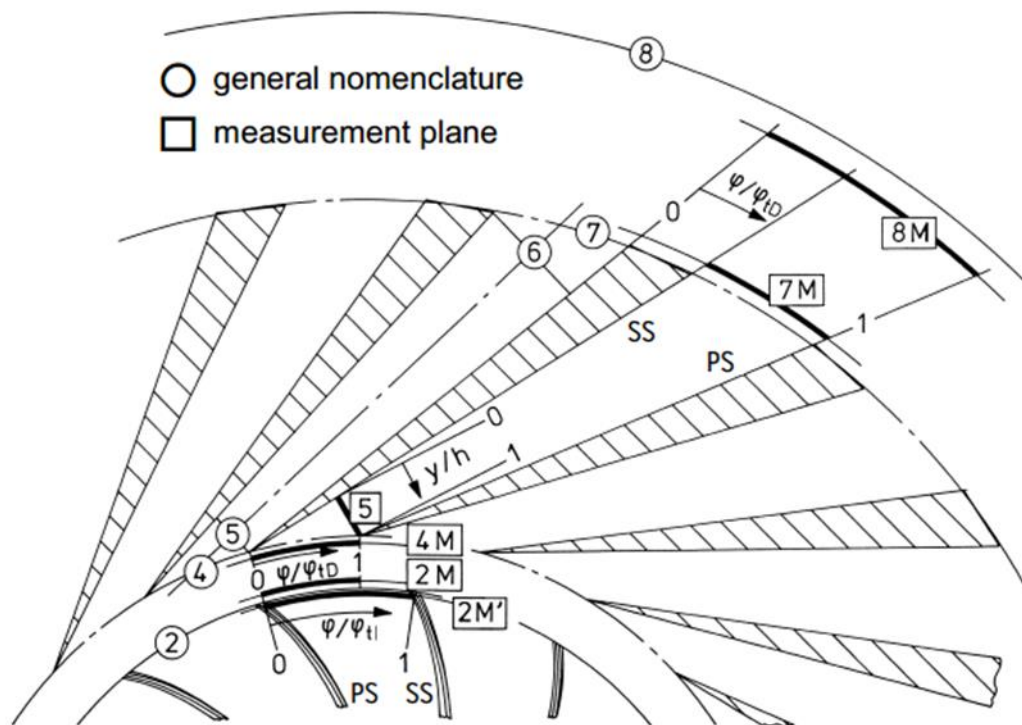 8
general nomenclature
measurement plane
φ/φtD
0
7
8M
6
7M
SS
1
PS
0
y/h
1
5
5
4M
4
0
φ/φtD
1
2M
2M'
φ/φtI
2
0
1
PS
SS